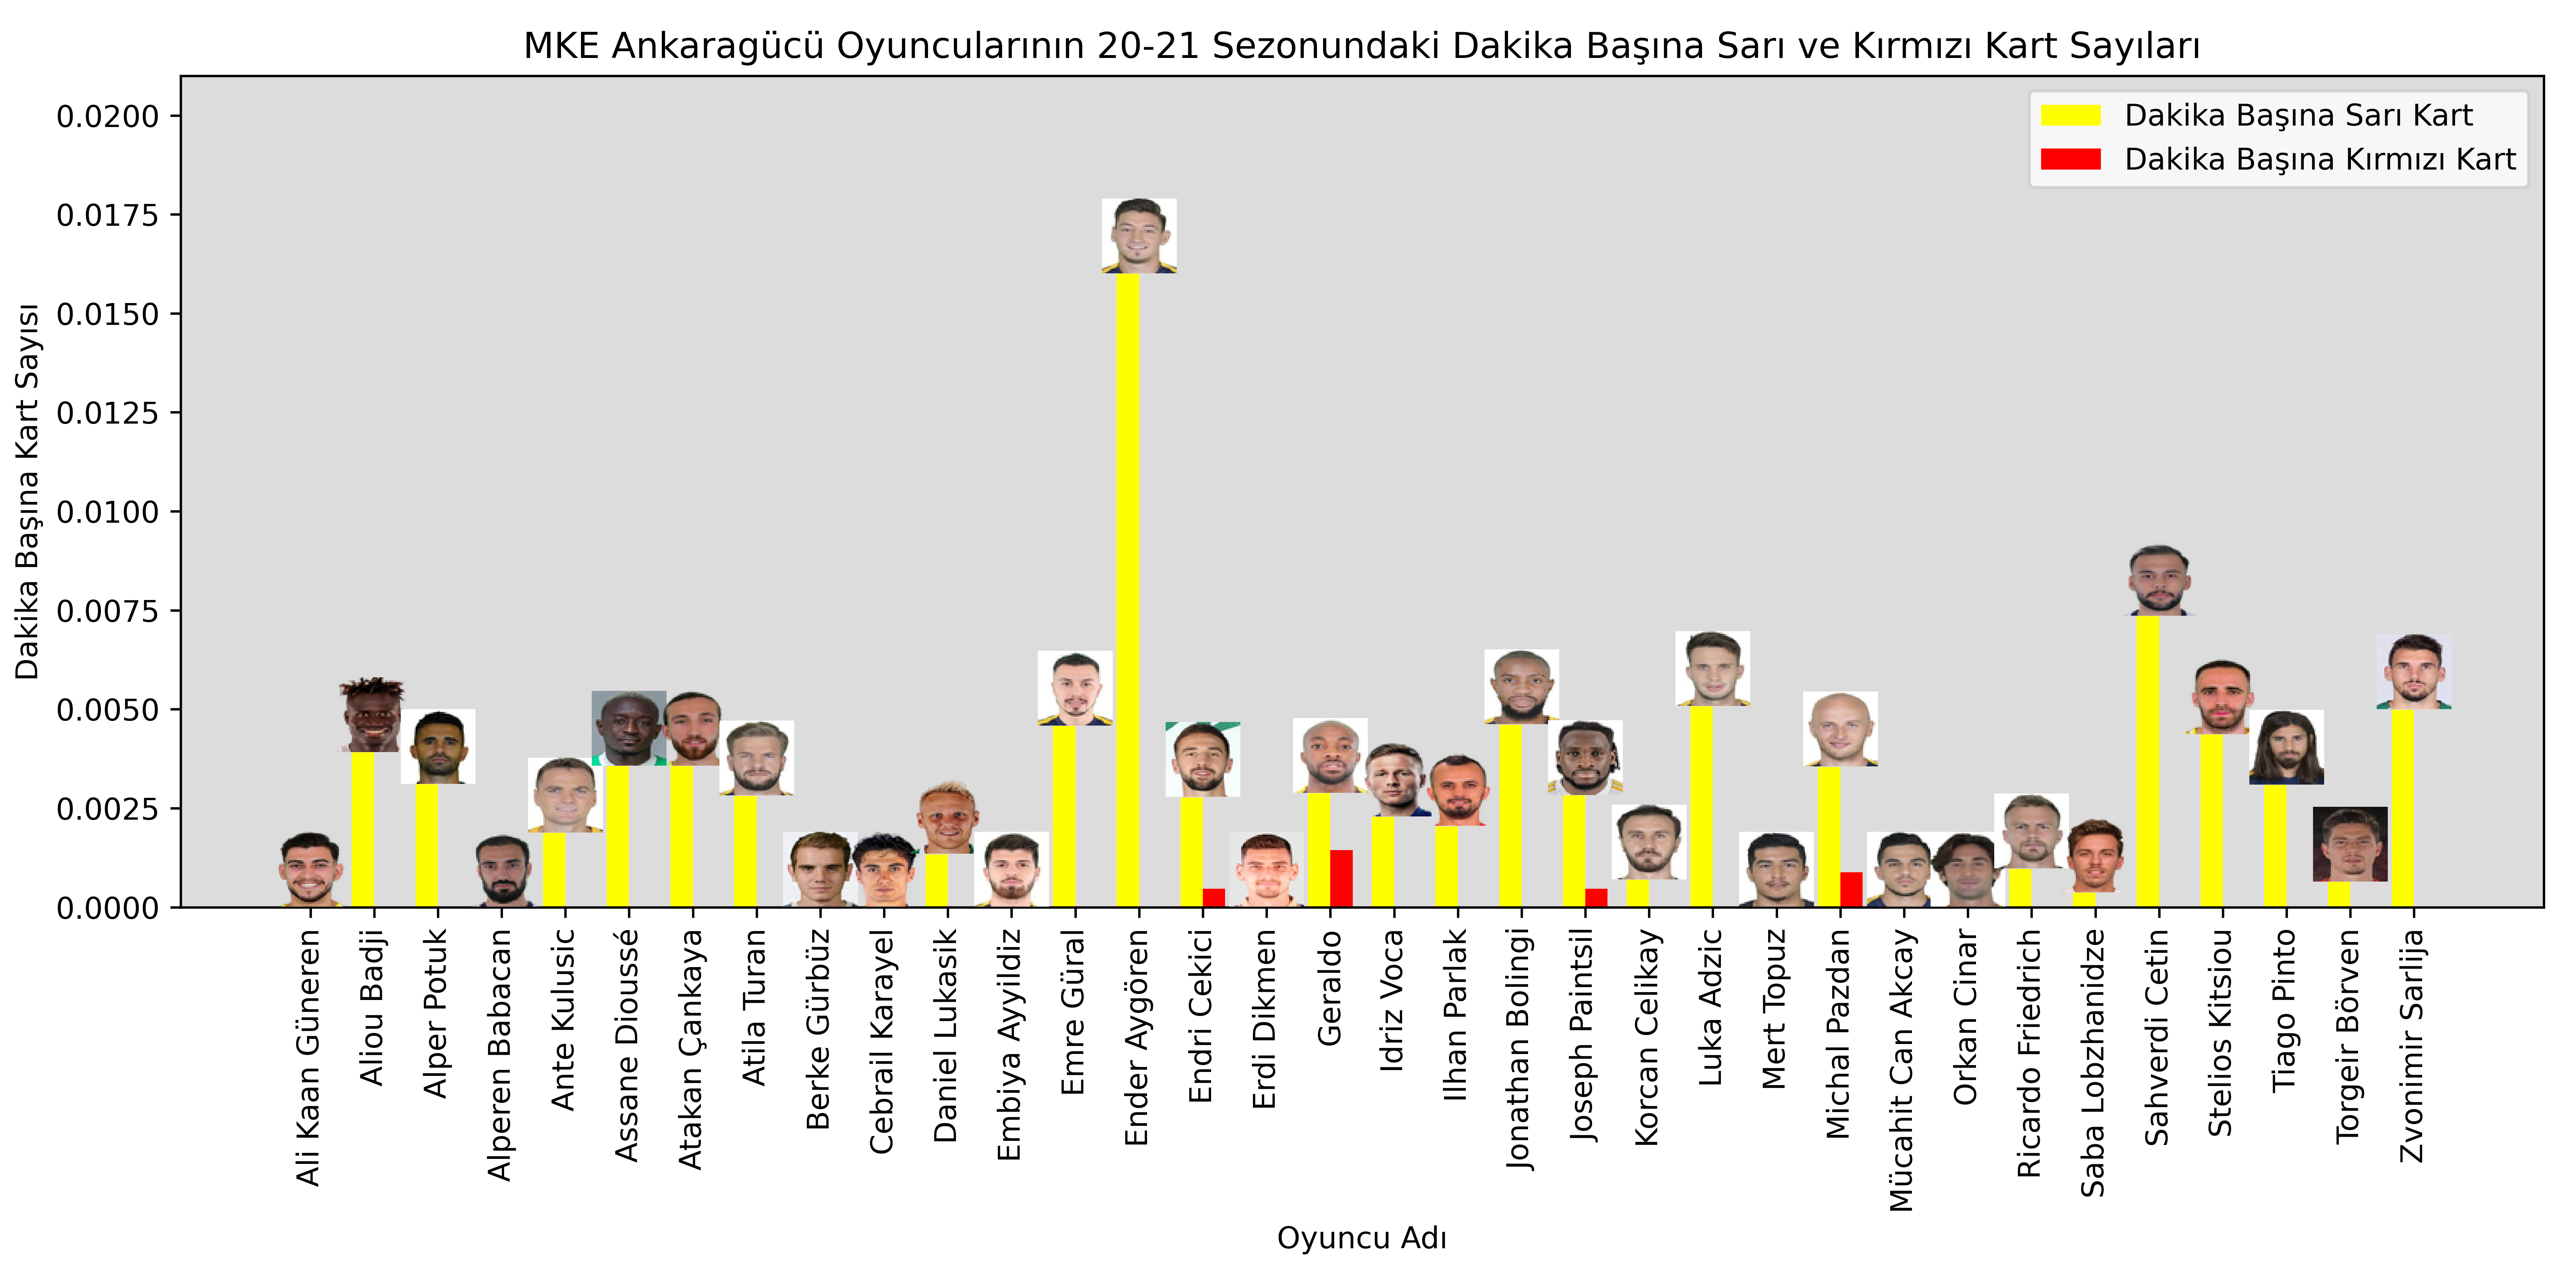 MKE Ankaragücü Oyuncularının 20-21 Sezonundaki Dakika Başına Sarı ve Kırmızı Kart Sayıları
Dakika Başına Sarı Kart
Dakika Başına Kırmızı Kart
Dakika Başına Kart Sayısı
0.0200
0.0175
0.0150
0.0125
0.0100
0.0075
0.0050
0.0025
0.0000
Ali Kaan Güneren
Aliou Badji
Alper Potuk
Alperen Babacan
Ante Kulusic
Assane Dioussé
Atakan Çankaya
Atila Turan
Berke Gürbüz
Cebrail Karayel
Daniel Lukasik
Embiya Ayyildiz
Emre Güral
Ender Aygören
Endri Cekici
Erdi Dikmen
Geraldo
Idriz Voca
Ilhan Parlak
Jonathan Bolingi
Joseph Paintsil
Korcan Celikay
Luka Adzic
Mert Topuz
Michal Pazdan
Mücahit Can Akcay
Orkan Cinar
Ricardo Friedrich
Saba Lobzhanidze
Sahverdi Cetin
Stelios Kitsiou
Tiago Pinto
Torgeir Börven
Zvonimir Sarlija
Oyuncu Adı